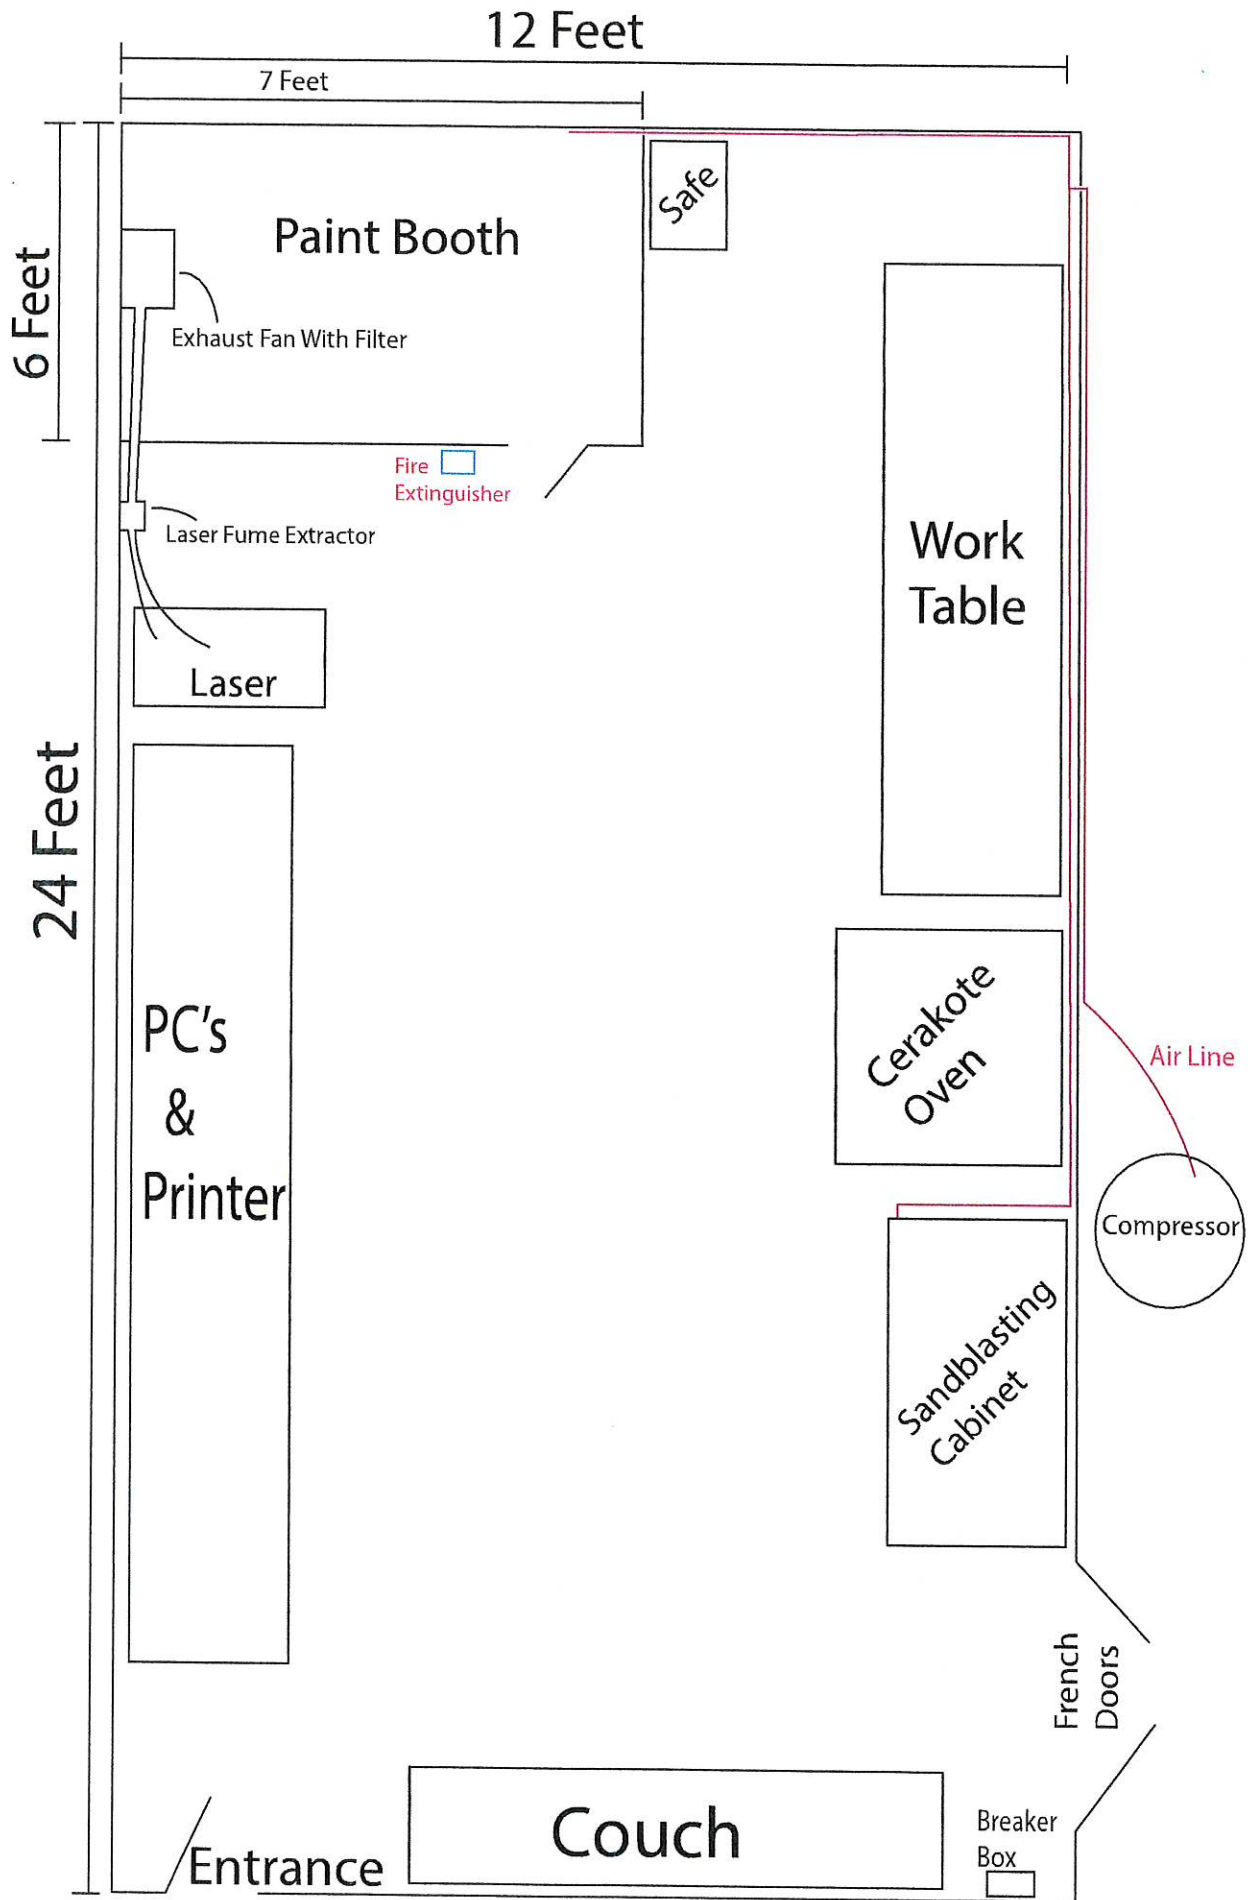 12 Feet
7 Feet
Safe
Paint Booth
6 Feet
Exhaust Fan With Filter
Fire
Extinguisher
Laser Fume Extractor
Work
Table
Laser
24 Feet
PC's
&
Printer
Cerakote
Oven
Air Line
Compressor
Sandblasting
Cabinet
French
Doors
Couch
Breaker
Box
Entrance